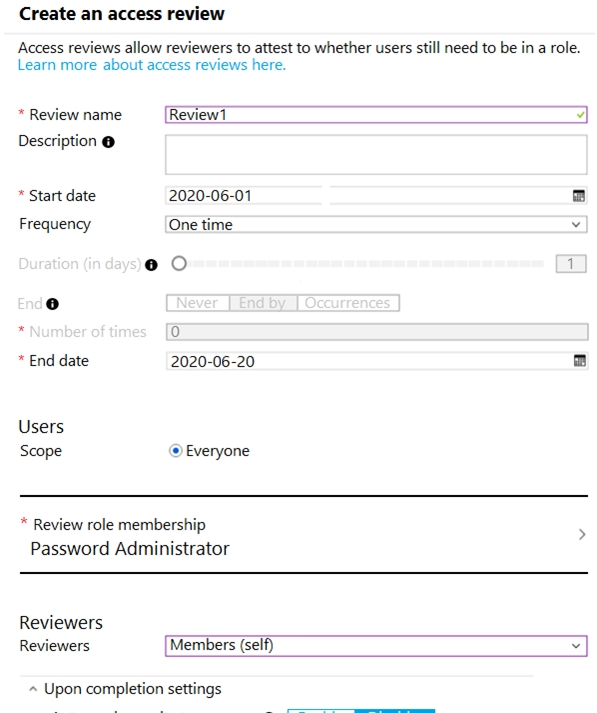 Create an access review
Access reviews allow reviewers to attest to whether users still need to be in a role.
Learn more about access reviews here.
* Review name Review1
Description
* Start date 2020-06-01
Frequency One time
Duration (in days) 1
End Never End by Occurrences
* Number of times 0
* End date 2020-06-20
Users
Scope Everyone
* Review role membership
Password Administrator
Reviewers
Reviewers Members (self)
Upon completion settings